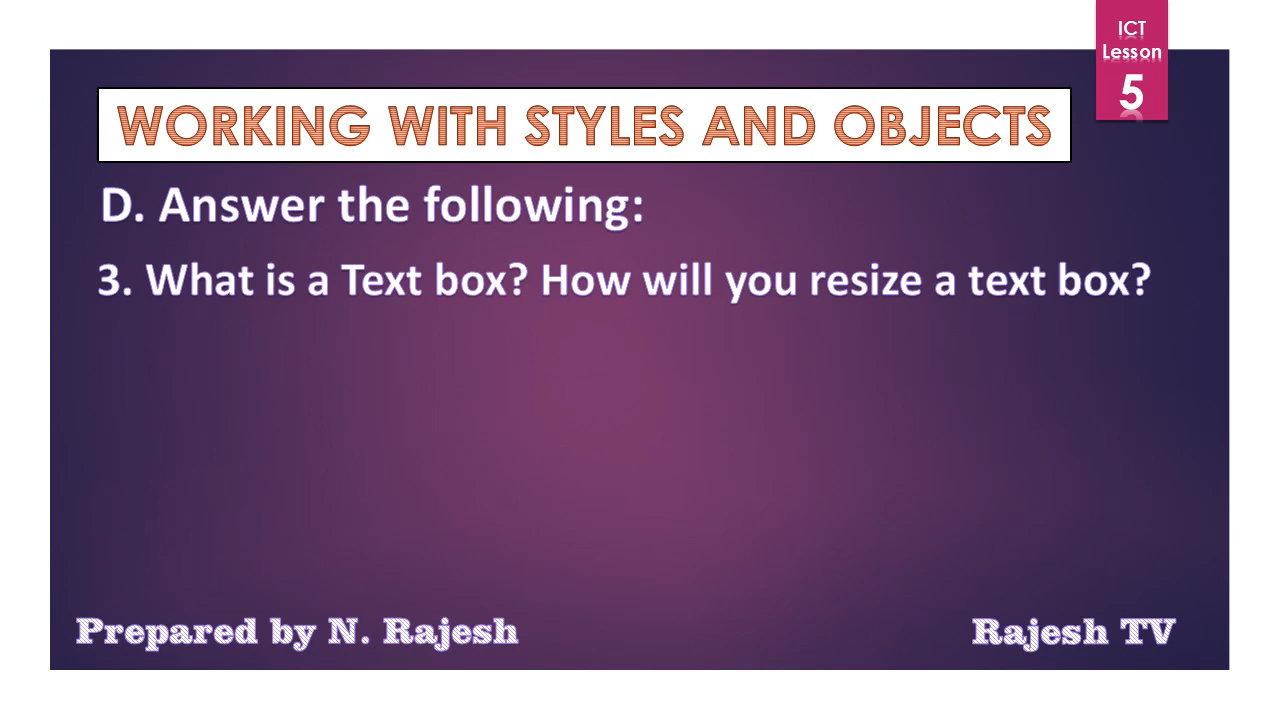 ICT
Lesson
5
WORKING WITH STYLES AND OBJECTS
D. Answer the following:
3. What is a Text box? How will you resize a text box?
Prepared by N. Rajesh
Rajesh TV